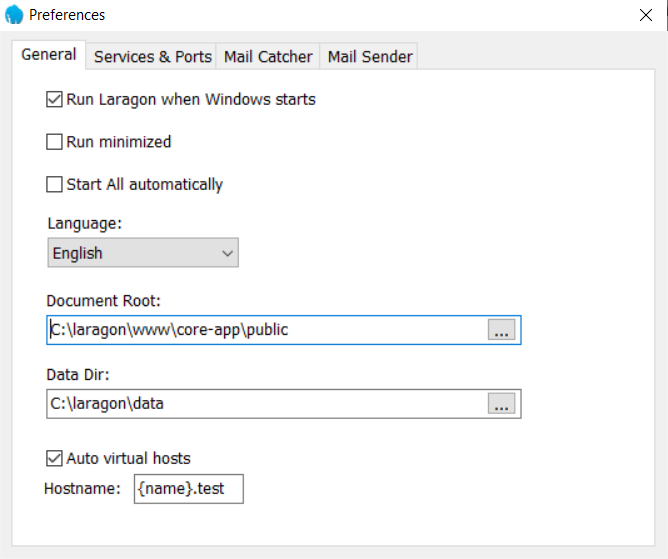 Preferences
General Services & Ports Mail Catcher Mail Sender
Run Laragon when Windows starts
Run minimized
Start All automatically
Language:
English
Document Root:
C:\laragon\www\core-app\public
...
Data Dir:
C:\laragon\data
...
Auto virtual hosts
Hostname: {name}.test